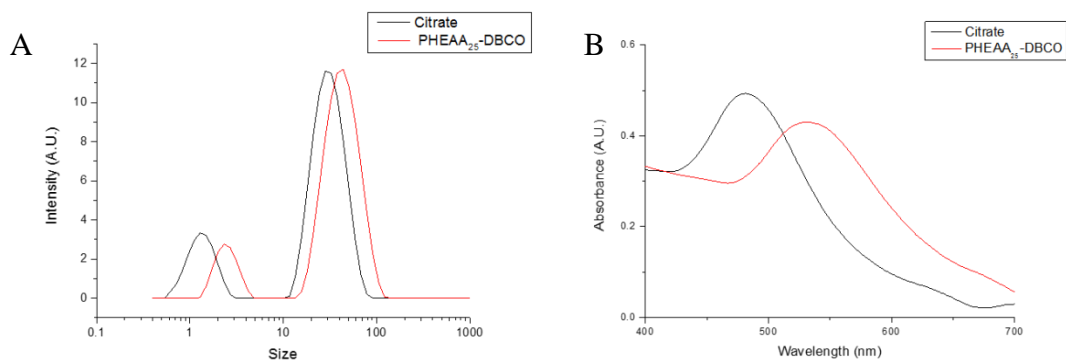 A
Citrate
PHEAA₂₅-DBCO
Intensity (A.U.)
12
10
8
6
4
2
0
0.1
1
10
100
1000
Size
B
Citrate
PHEAA₂₅-DBCO
Absorbance (A.U.)
0.6
0.4
0.2
0.0
400
500
600
700
Wavelength (nm)